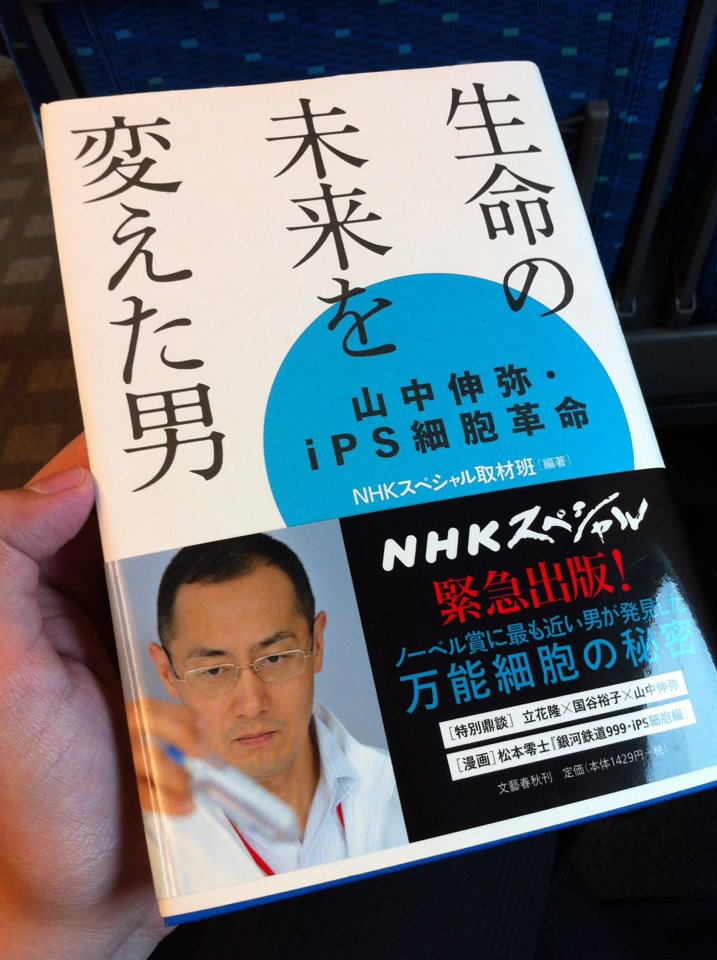 生命の
未来を
変えた男
山中伸弥・
iPS細胞革命
NHKスペシャル取材班[編著]
NHKスペシャル
緊急出版!
ノーベル賞に最も近い男が発見した
万能細胞の秘密
[特別鼎談] 立花隆×国谷裕子×山中伸弥
[漫画]松本零士『銀河鉄道999・iPS細胞編』
文藝春秋刊 定価(本体1429円+税)